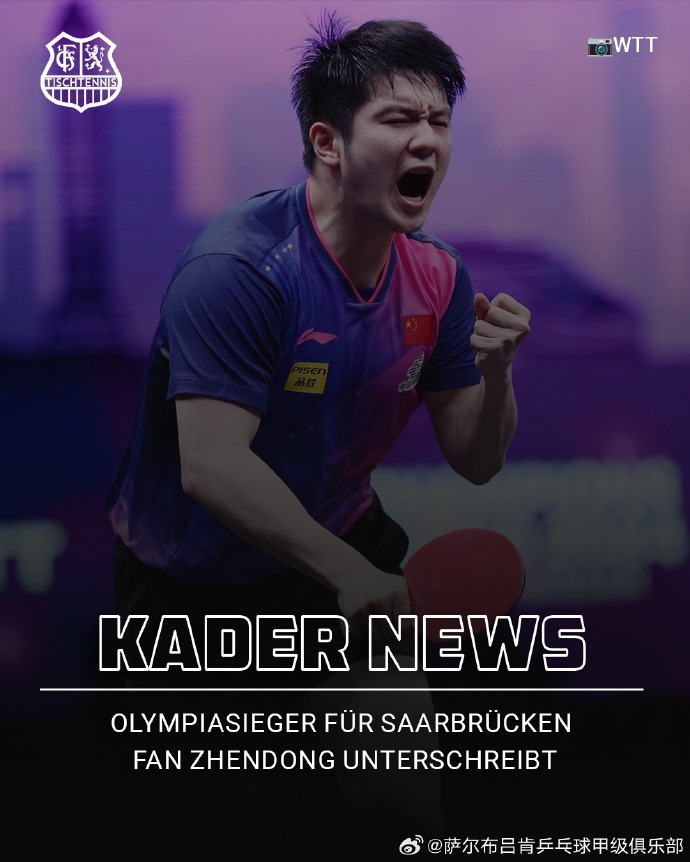 FC
TISCHTENNIS
WTT
PISEN
品胜
KADER NEWS
OLYMPIASIEGER FÜR SAARBRÜCKEN
FAN ZHENDONG UNTERSCHREIBT
@萨尔布吕肯乒乓球甲级俱乐部